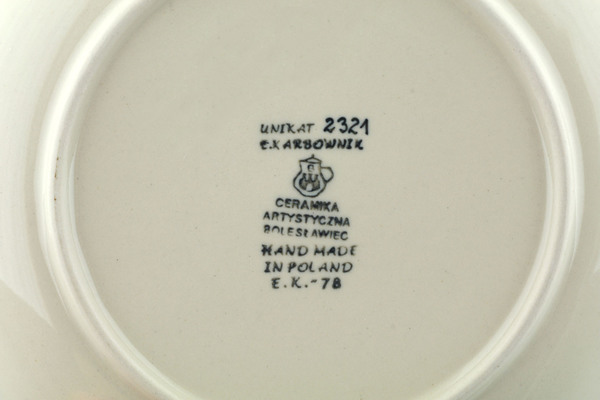 UNIKAT 2321
E.KARBOWNIK
CERAMIKA
ARTYSTYCZNA
BOLESŁAWIEC
HAND MADE
IN POLAND
E.K.-78